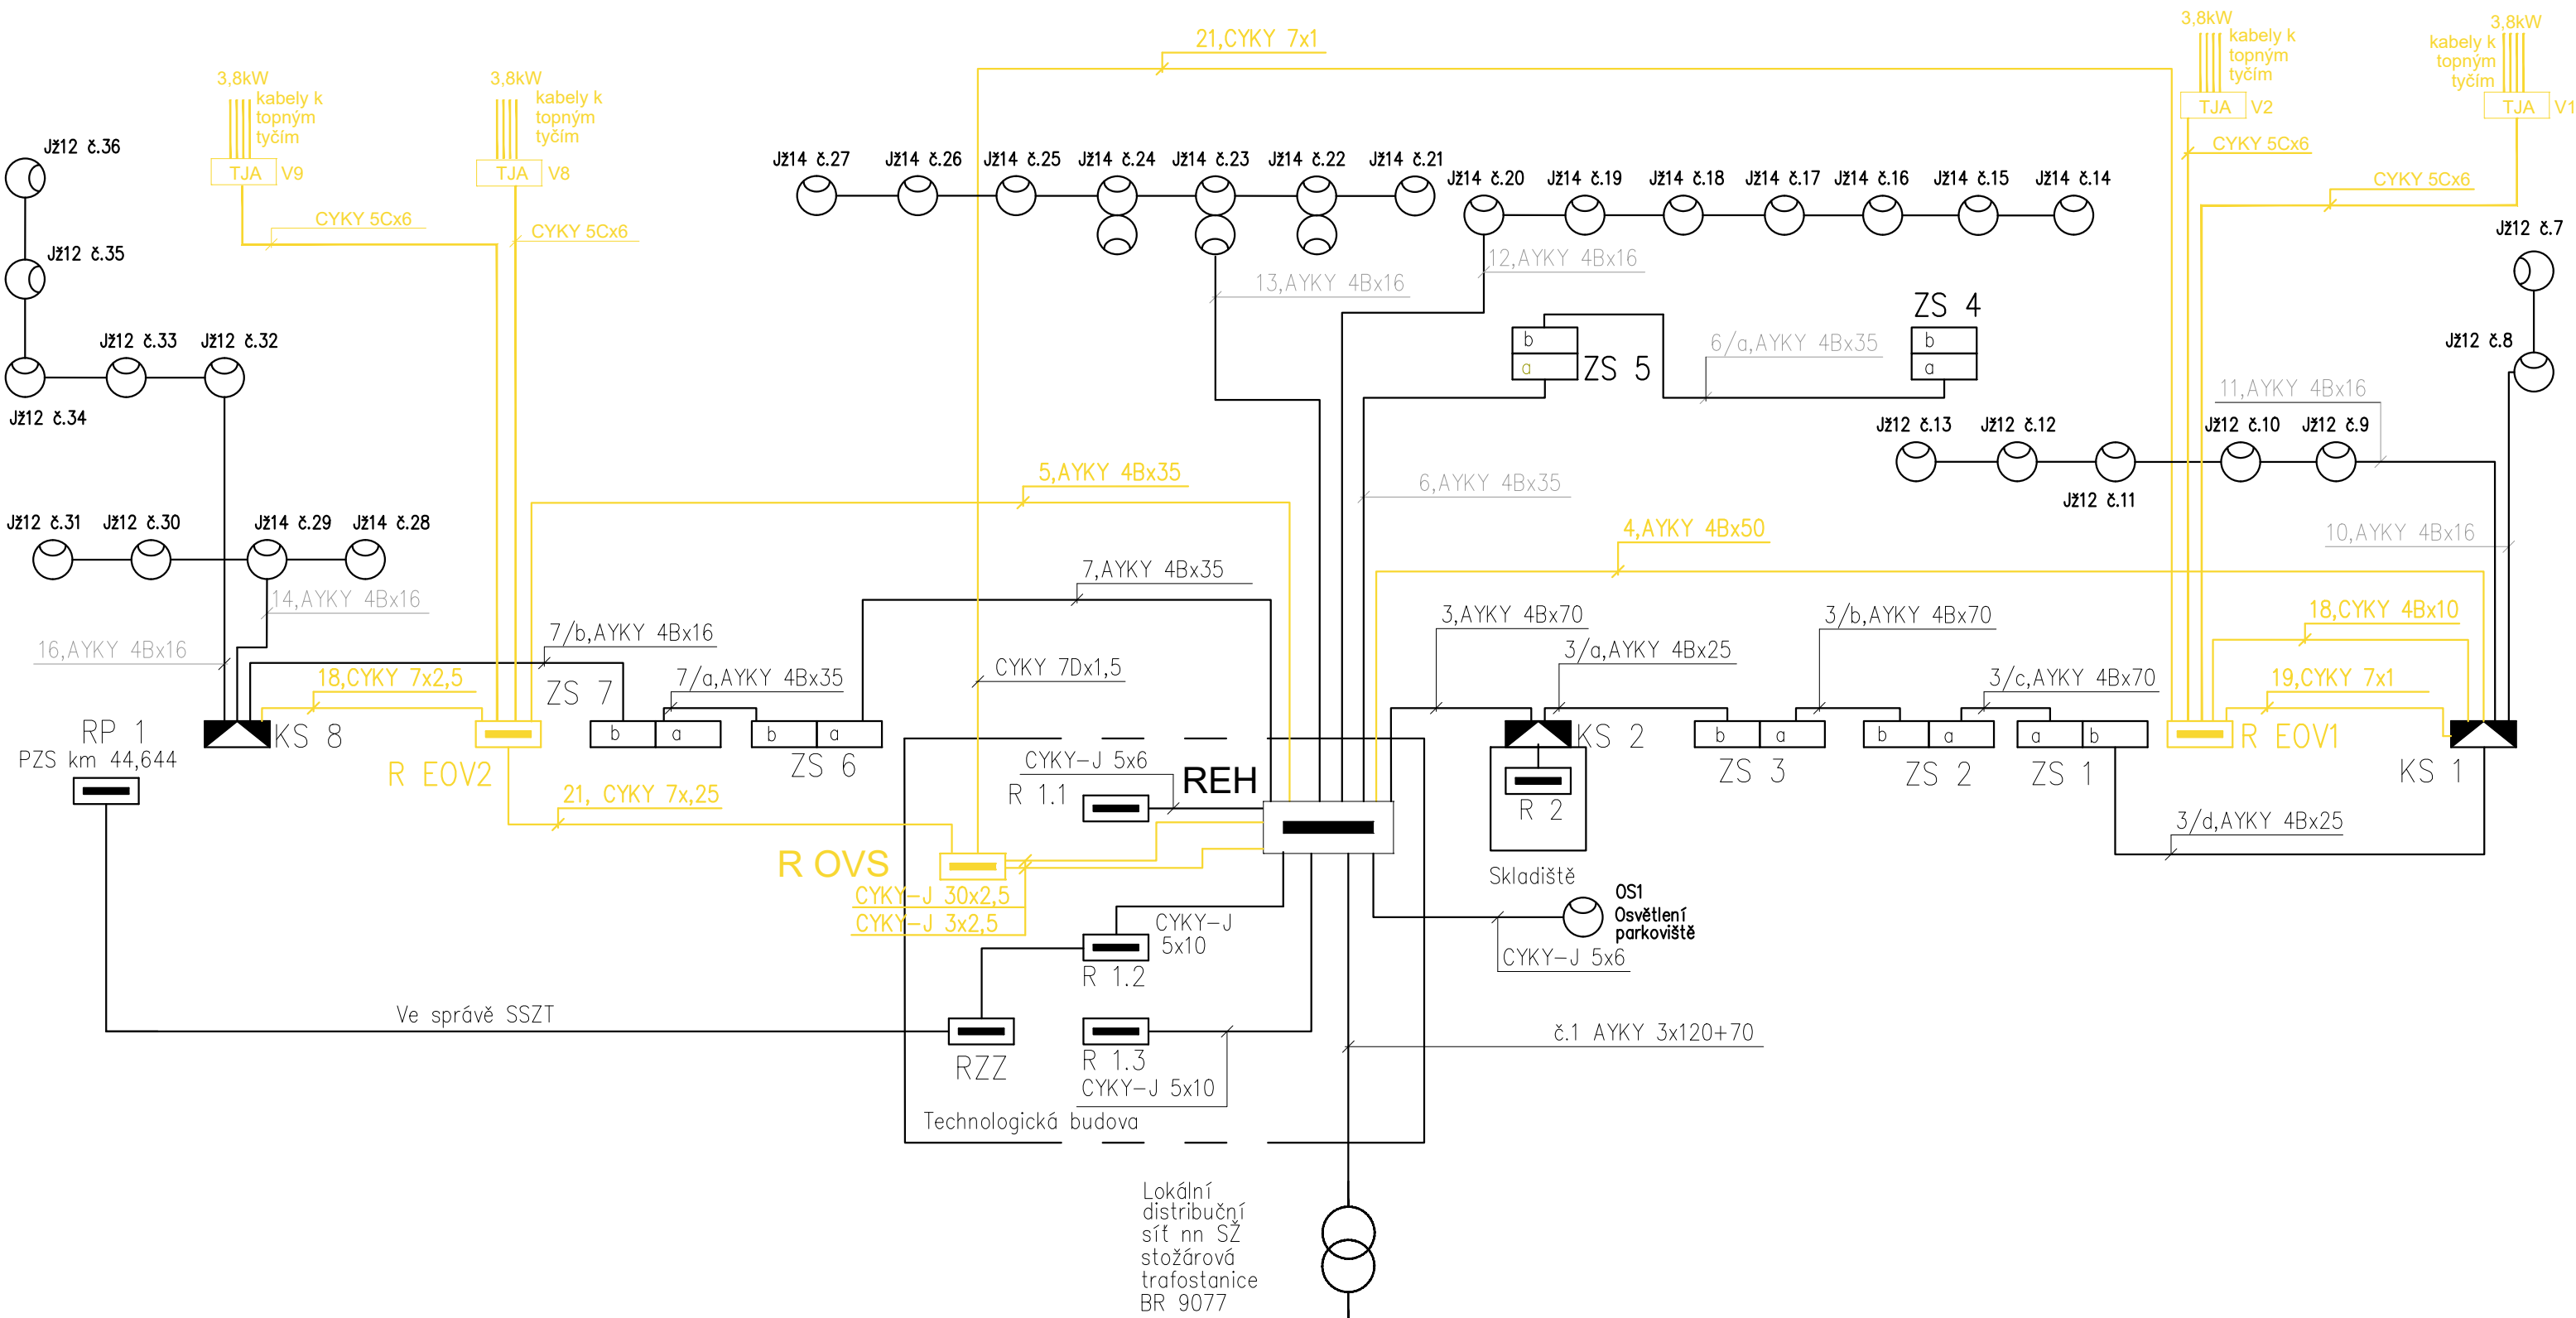 21,CYKY 7x1
3,8kW
kabely k
topným
tyčím
TJA V9
3,8kW
kabely k
topným
tyčím
TJA V8
3,8kW
kabely k
topným
tyčím
TJA V2
3,8kW
kabely k
topným
tyčím
TJA V1
CYKY 5Cx6
CYKY 5Cx6
CYKY 5Cx6
CYKY 5Cx6
Jž12 č.36
Jž12 č.35
Jž12 č.33
Jž12 č.32
Jž12 č.34
Jž14 č.27
Jž14 č.26
Jž14 č.25
Jž14 č.24
Jž14 č.23
Jž14 č.22
Jž14 č.21
Jž14 č.20
Jž14 č.19
Jž14 č.18
Jž14 č.17
Jž14 č.16
Jž14 č.15
Jž14 č.14
Jž12 č.7
Jž12 č.8
12,AYKY 4Bx16
13,AYKY 4Bx16
ZS 4
b
a
b
a
ZS 5
6/a,AYKY 4Bx35
11,AYKY 4Bx16
Jž12 č.13
Jž12 č.12
Jž12 č.11
Jž12 č.10
Jž12 č.9
5,AYKY 4Bx35
6,AYKY 4Bx35
4,AYKY 4Bx50
10,AYKY 4Bx16
Jž12 č.31
Jž12 č.30
Jž14 č.29
Jž14 č.28
14,AYKY 4Bx16
16,AYKY 4Bx16
7,AYKY 4Bx35
7/b,AYKY 4Bx16
7/a,AYKY 4Bx35
18,CYKY 7x2,5
CYKY 7Dx1,5
3,AYKY 4Bx70
3/a,AYKY 4Bx25
3/b,AYKY 4Bx70
3/c,AYKY 4Bx70
18,CYKY 4Bx10
19,CYKY 7x1
RP 1
PZS km 44,644
KS 8
R EOV2
ZS 7
b a
b a
ZS 6
KS 2
R 2
Skladiště
b a
ZS 3
b a
ZS 2
a b
ZS 1
R EOV1
KS 1
3/d,AYKY 4Bx25
21, CYKY 7x,25
CYKY-J 5x6
R 1.1
REH
R OVS
CYKY-J 30x2,5
CYKY-J 3x2,5
CYKY-J
5x10
R 1.2
OS1
Osvětlení
parkoviště
CYKY-J 5x6
Ve správě SSZT
RZZ
R 1.3
CYKY-J 5x10
č.1 AYKY 3x120+70
Technologická budova
Lokální
distribuční
síť nn SŽ
stožárová
trafostanice
BR 9077